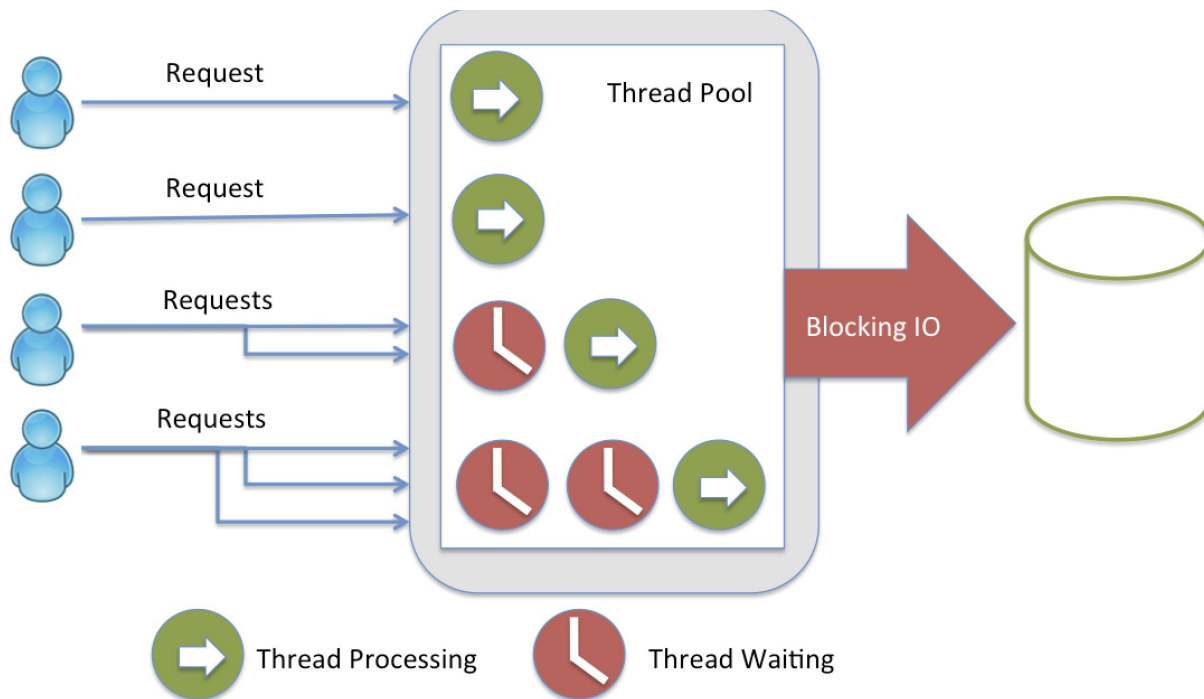 Request
Thread Pool
Request
Requests
Blocking IO
Requests
Thread Processing
Thread Waiting